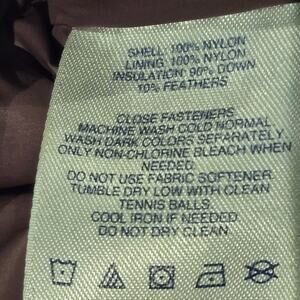 SHELL: 100% NYLON
LINING: 100% NYLON
INSULATION: 90% DOWN
10% FEATHERS
CLOSE FASTENERS.
MACHINE WASH COLD NORMAL
WASH DARK COLORS SEPARATELY.
ONLY NON-CHLORINE BLEACH WHEN
NEEDED.
DO NOT USE FABRIC SOFTENER.
TUMBLE DRY LOW WITH CLEAN
TENNIS BALLS.
COOL IRON IF NEEDED.
DO NOT DRY CLEAN.